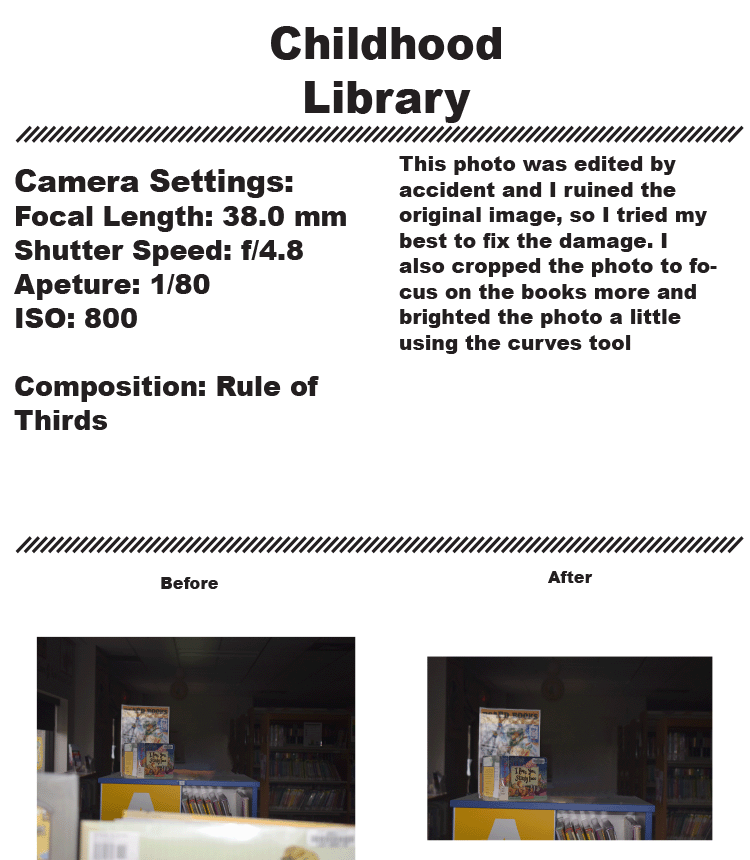 Childhood
Library
Camera Settings:
Focal Length: 38.0 mm
Shutter Speed: f/4.8
Apeture: 1/80
ISO: 800
Composition: Rule of
Thirds
This photo was edited by
accident and I ruined the
original image, so I tried my
best to fix the damage. I
also cropped the photo to fo-
cus on the books more and
brighted the photo a little
using the curves tool
Before
After
A
A